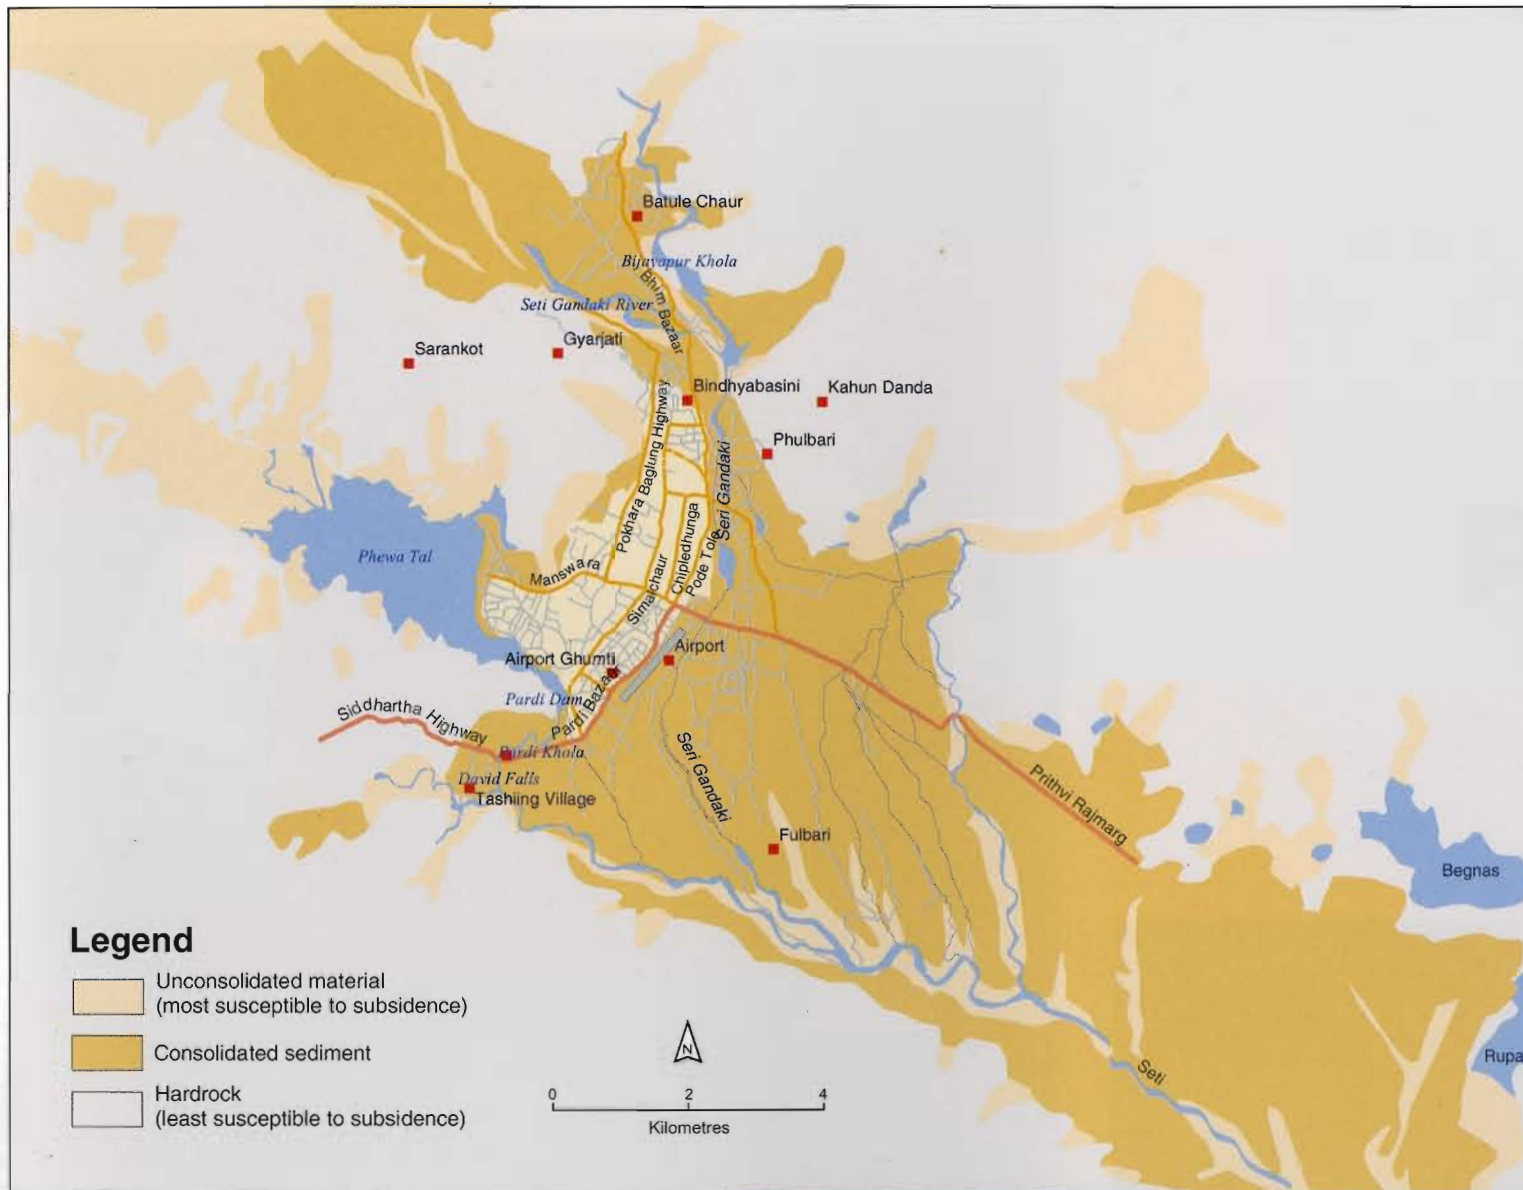 Batule Chaur
Bijayapur Khola
Bhim Bazaar
Seti Gandaki River
Gyarjati
Sarankot
Bindhyabasini
Kahun Danda
Phulbari
Pokhara Baglung Highway
Seri Gandaki
Chipledhunga
Pode Tole
Simalchaur
Manswara
Phewa Tal
Airport
Airport Ghumti
Pardi Dam
Pardi Bazaar
Siddhartha Highway
Pardi Khola
David Falls
Tashiing Village
Seri Gandaki
Fulbari
Prithvi Rajmarg
Begnas
Rupa
Seti
Legend
Unconsolidated material
(most susceptible to subsidence)
Consolidated sediment
Hardrock
(least susceptible to subsidence)
N
0 2 4
Kilometres